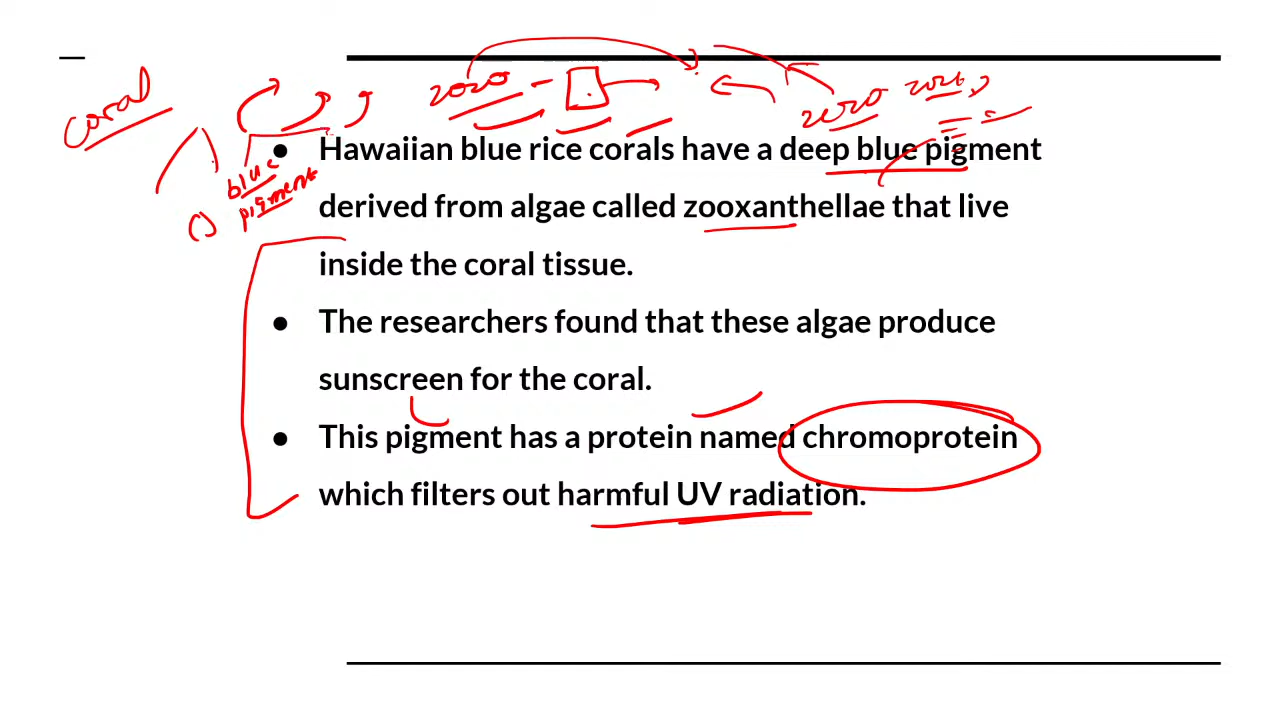 coral
2020
zozo
blue
pigment
● Hawaiian blue rice corals have a deep blue pigment
derived from algae called zooxanthellae that live
inside the coral tissue.
● The researchers found that these algae produce
sunscreen for the coral.
● This pigment has a protein named chromoprotein
which filters out harmful UV radiation.